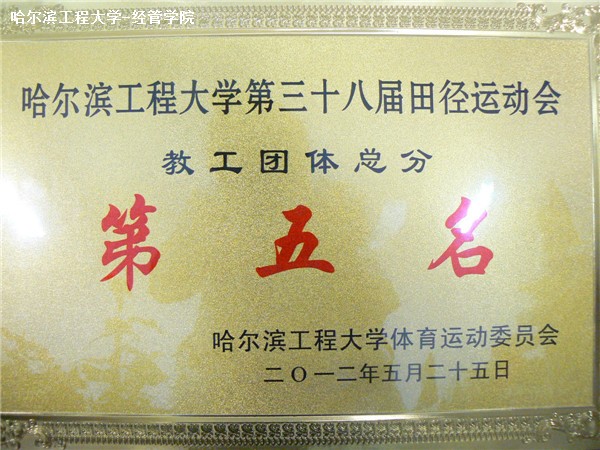 哈尔滨工程大学-经管学院
哈尔滨工程大学第三十八届田径运动会
教工团体总分
第五名
哈尔滨工程大学体育运动委员会
二〇一二年五月二十五日